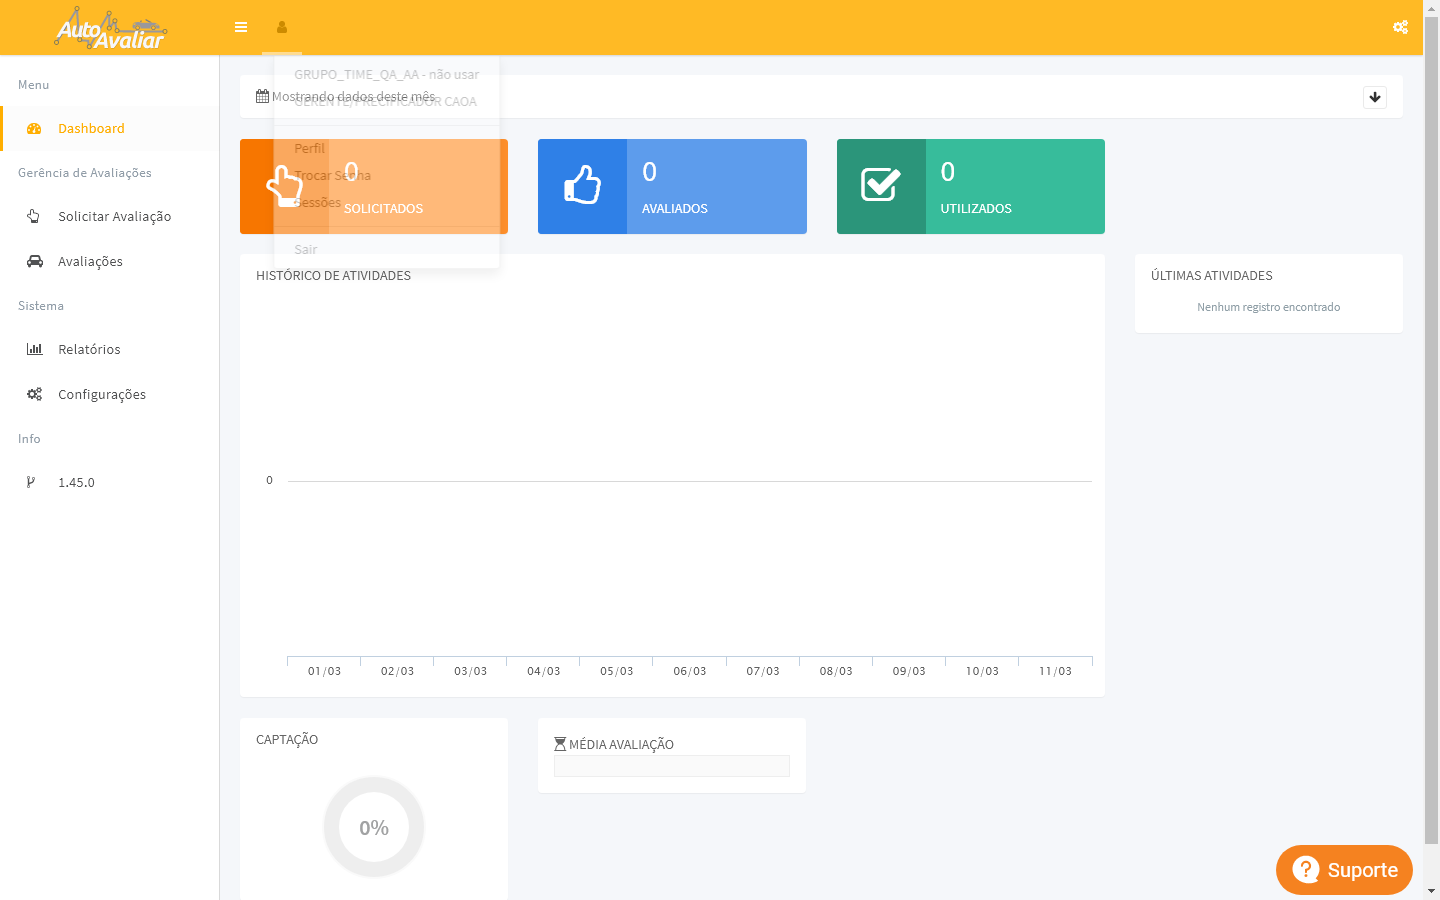 Auto
Avaliar
Menu
Dashboard
Gerência de Avaliações
Solicitar Avaliação
Avaliações
Sistema
Relatórios
Configurações
Info
1.45.0
GRUPO_TIME_QA_AA - não usar
GERENTE/PRECIFICADOR CAOA
Perfil
Trocar Senha
Sessões
Sair
Mostrando dados deste mês
0
SOLICITADOS
0
AVALIADOS
0
UTILIZADOS
HISTÓRICO DE ATIVIDADES
0
01/03 02/03 03/03 04/03 05/03 06/03 07/03 08/03 09/03 10/03 11/03
ÚLTIMAS ATIVIDADES
Nenhum registro encontrado
CAPTAÇÃO
0%
MÉDIA AVALIAÇÃO
Suporte